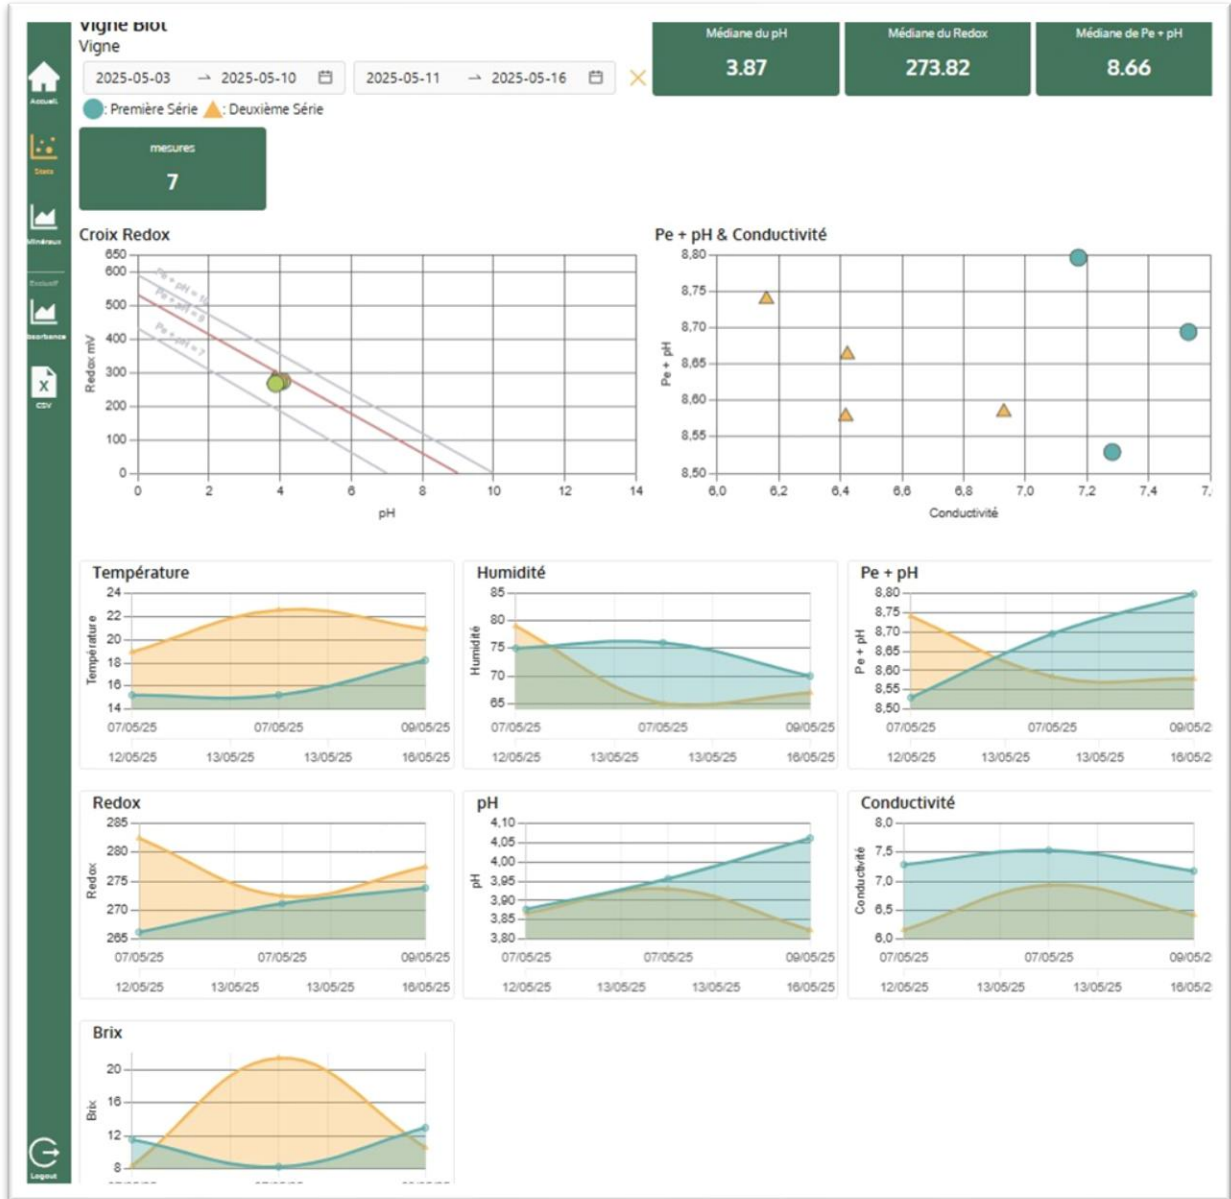 Vigne Biot
Vigne
2025-05-03 → 2025-05-10
2025-05-11 → 2025-05-16
: Première Série : Deuxième Série
Médiane du pH
3.87
Médiane du Redox
273.82
Médiane de Pe + pH
8.66
mesures
7
Accueil
Stats
Minéraux
Exclusif
CSV
Logout
Croix Redox
650
600
500
400
300
200
100
0
Redox mV
Pe + pH = 9
Pe + pH = 7
0 2 4 6 8 10 12 14
pH
Pe + pH & Conductivité
8,80
8,75
8,70
8,65
8,60
8,55
8,50
Pe + pH
6,0 6,2 6,4 6,6 6,8 7,0 7,2 7,4 7,
Conductivité
Température
24
22
20
18
16
14
Température
07/05/25 07/05/25 09/05/25
12/05/25 13/05/25 13/05/25 16/05/25
Humidité
85
80
75
70
65
Humidité
07/05/25 07/05/25 09/05/25
12/05/25 13/05/25 13/05/25 16/05/25
Pe + pH
8,80
8,75
8,70
8,65
8,60
8,55
8,50
Pe + pH
07/05/25 07/05/25 09/05/2
12/05/25 13/05/25 13/05/25 16/05/2
Redox
285
280
275
270
265
Redox
07/05/25 07/05/25 09/05/25
12/05/25 13/05/25 13/05/25 16/05/25
pH
4,10
4,05
4,00
3,95
3,90
3,85
3,80
pH
07/05/25 07/05/25 09/05/25
12/05/25 13/05/25 13/05/25 16/05/25
Conductivité
8,0
7,5
7,0
6,5
6,0
Conductivité
07/05/25 07/05/25 09/05/2
12/05/25 13/05/25 13/05/25 16/05/2
Brix
20
16
12
8
Brix